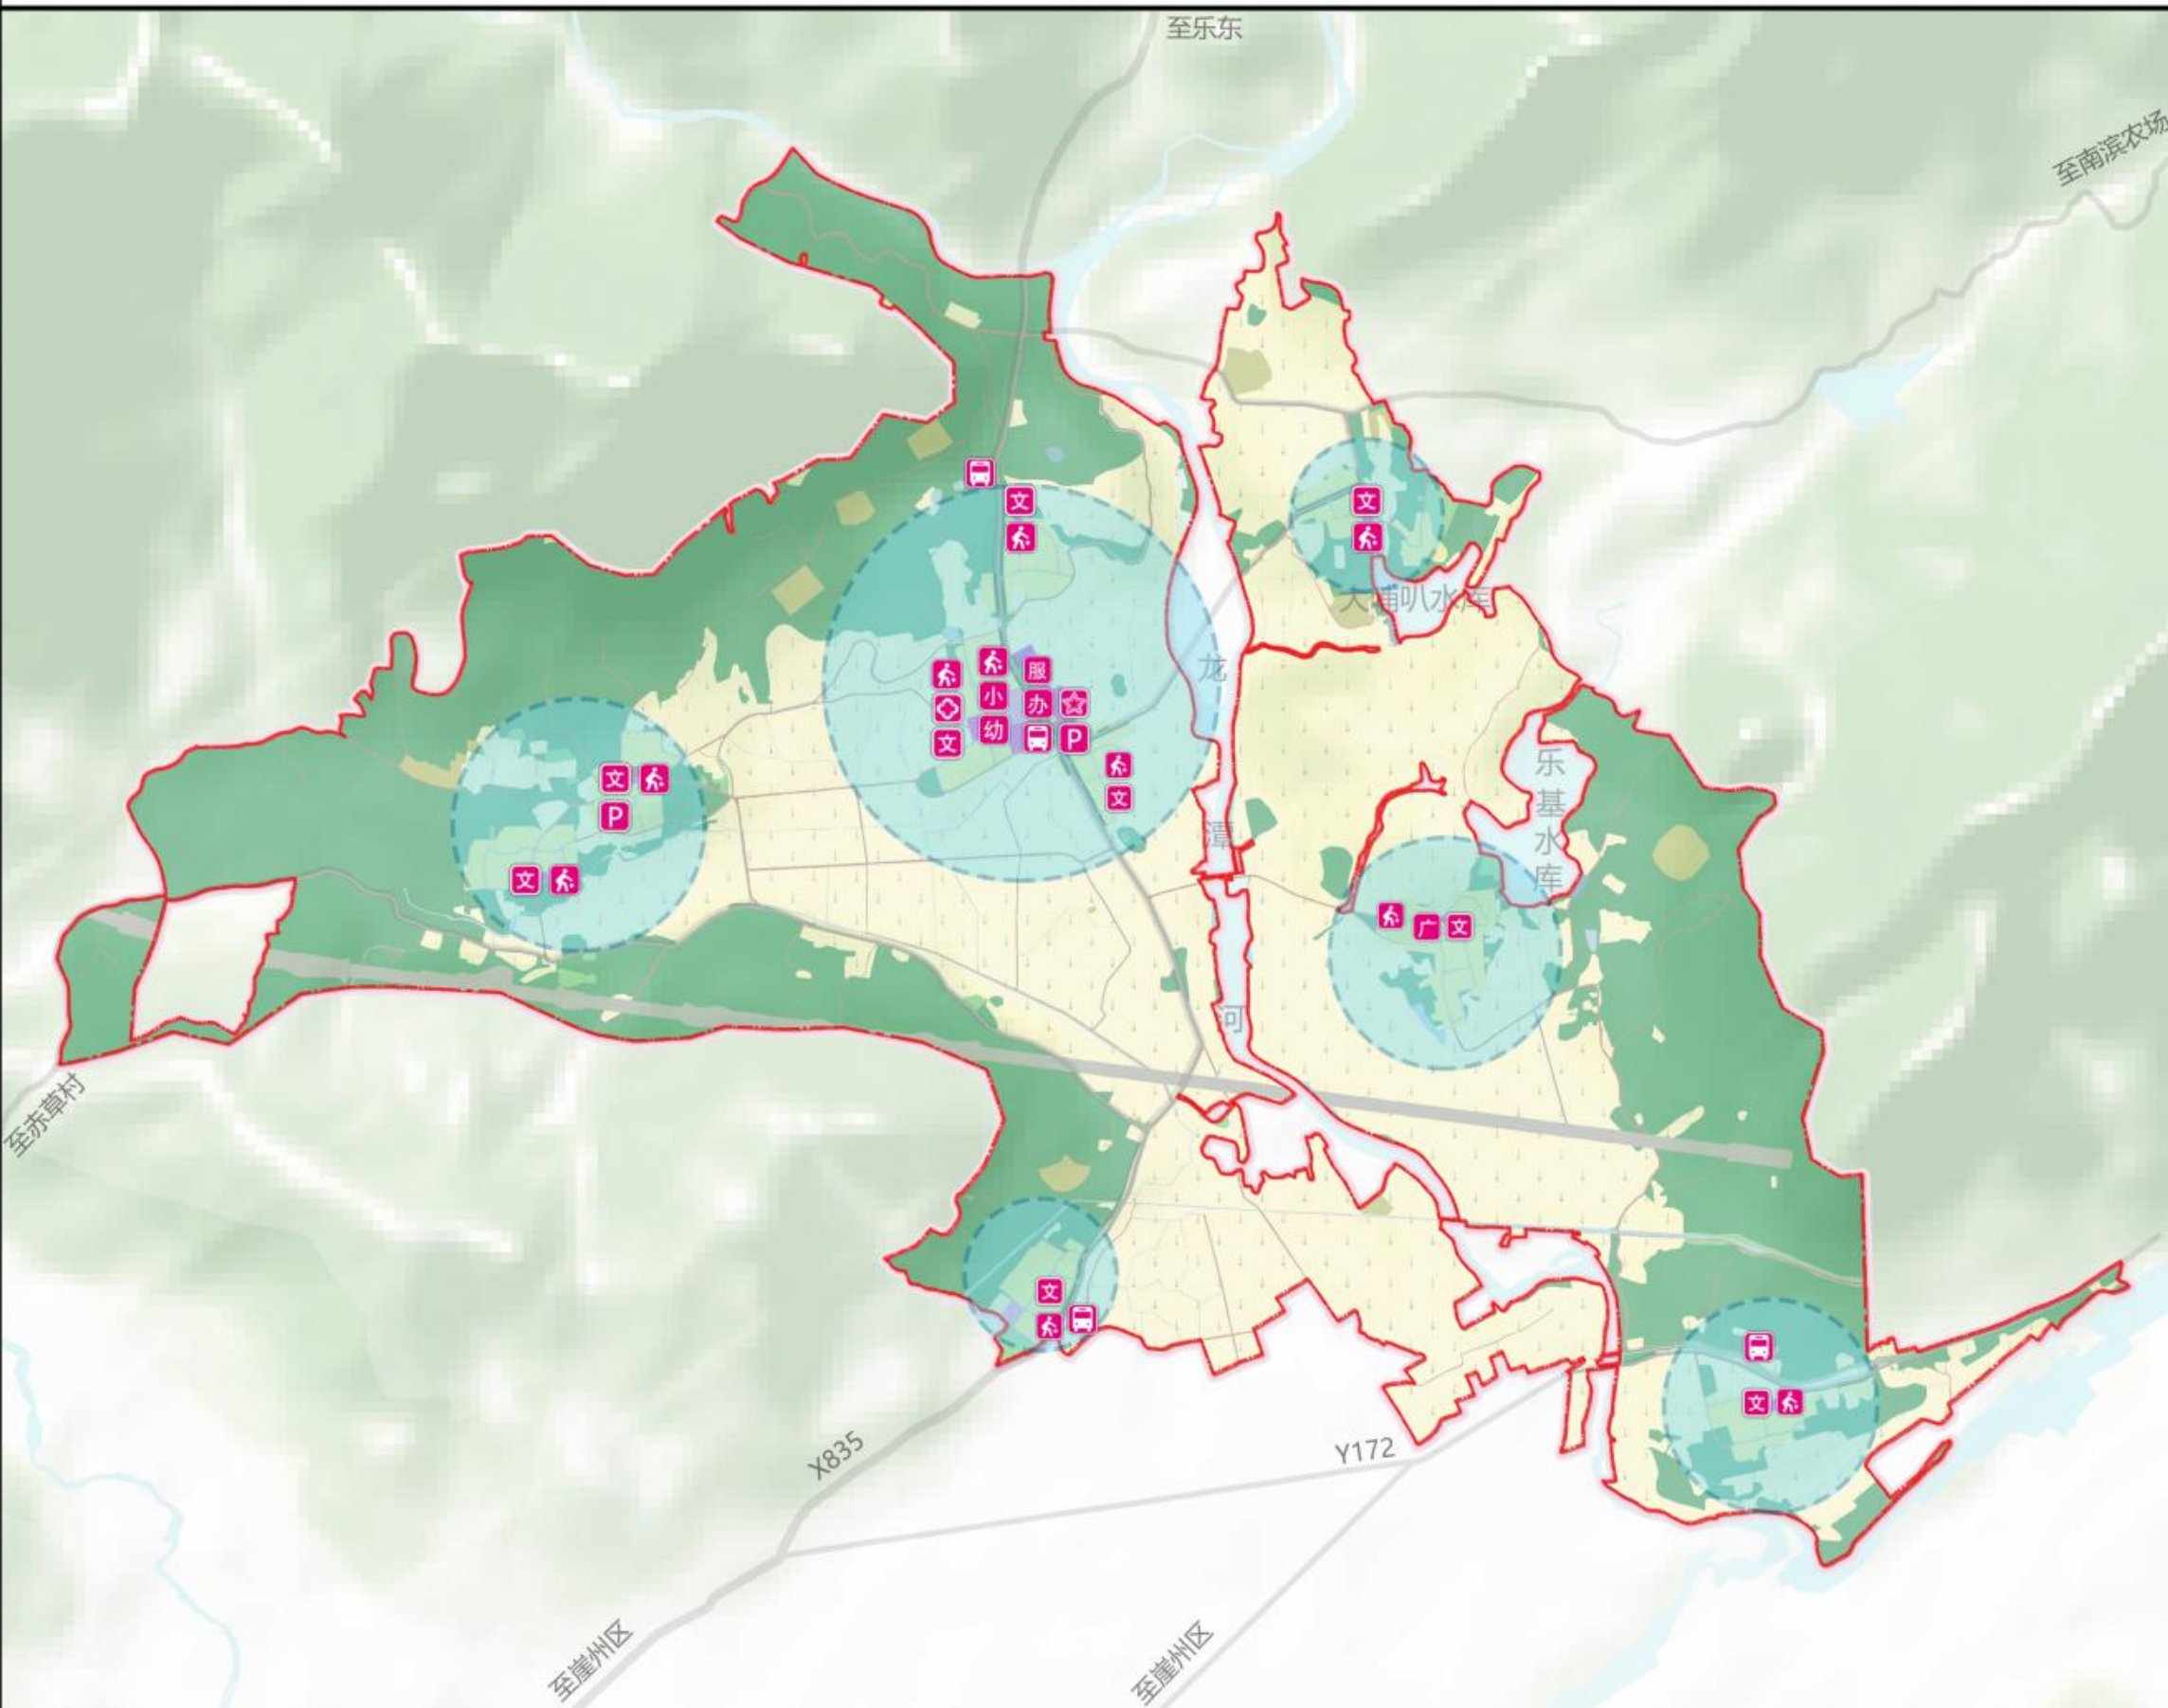 至乐东
至南滨农场
文
文
大埔叭水库
龙
服
小
办
幼
P
文
文
乐
基
水
库
文
P
潭
文
广
文
河
至赤草村
文
文
X835
Y172
至崖州区
至崖州区